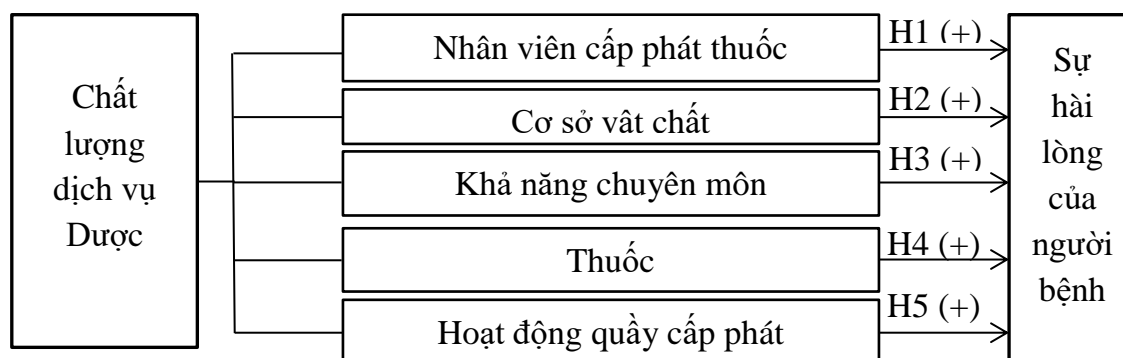 Chất
lượng
dịch vụ
Dược
Nhân viên cấp phát thuốc
Cơ sở vât chất
Khả năng chuyên môn
Thuốc
Hoạt động quầy cấp phát
H1 (+)
H2 (+)
H3 (+)
H4 (+)
H5 (+)
Sự
hài
lòng
của
người
bệnh